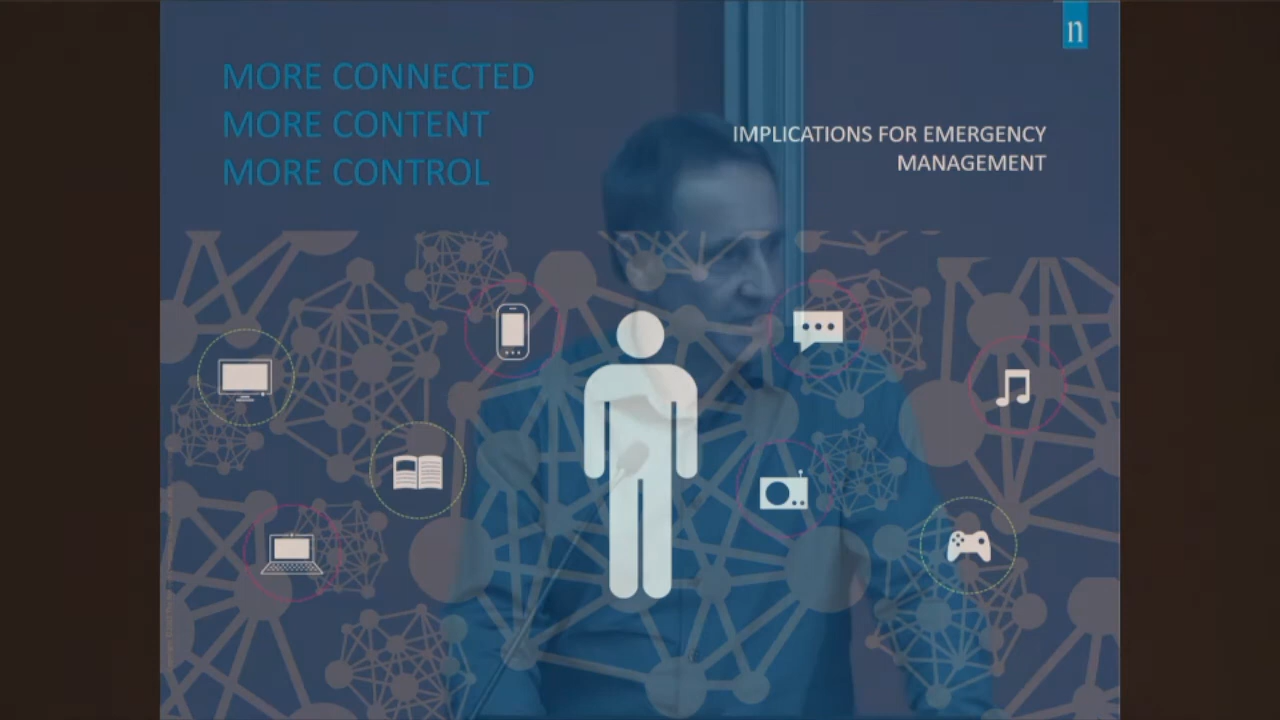 n
MORE CONNECTED
MORE CONTENT
MORE CONTROL
IMPLICATIONS FOR EMERGENCY
MANAGEMENT